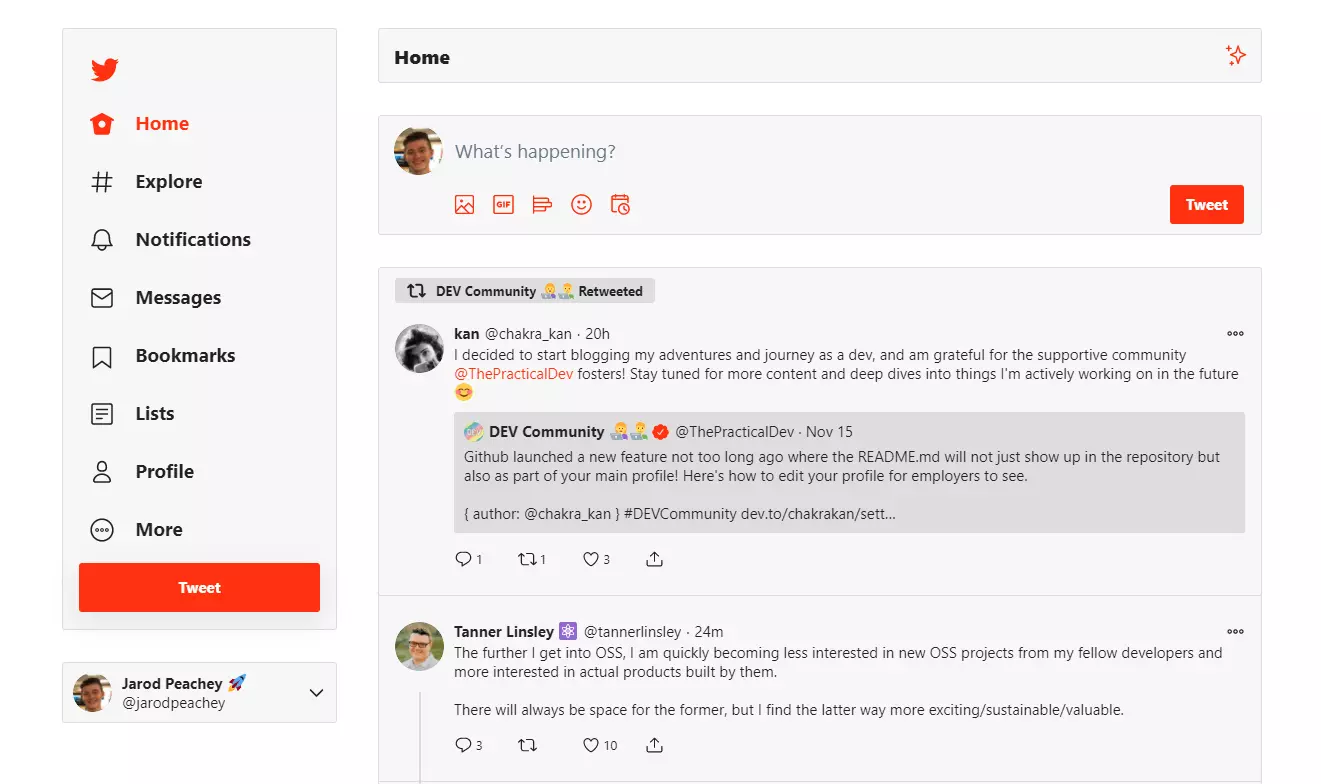 Home
Explore
Notifications
Messages
Bookmarks
Lists
Profile
More
Tweet
Jarod Peachey 🚀
@jarodpeachey
Home
What's happening?
GIF
Tweet
DEV Community 👩‍💻👨‍💻 Retweeted
kan @chakra_kan · 20h
I decided to start blogging my adventures and journey as a dev, and am grateful for the supportive community
@ThePracticalDev fosters! Stay tuned for more content and deep dives into things I'm actively working on in the future
😊
DEV Community 👩‍💻👨‍💻 @ThePracticalDev · Nov 15
Github launched a new feature not too long ago where the README.md will not just show up in the repository but
also as part of your main profile! Here's how to edit your profile for employers to see.
{ author: @chakra_kan } #DEVCommunity dev.to/chakrakan/sett...
1 1 3
Tanner Linsley ⚛ @tannerlinsley · 24m
The further I get into OSS, I am quickly becoming less interested in new OSS projects from my fellow developers and
more interested in actual products built by them.
There will always be space for the former, but I find the latter way more exciting/sustainable/valuable.
3 10